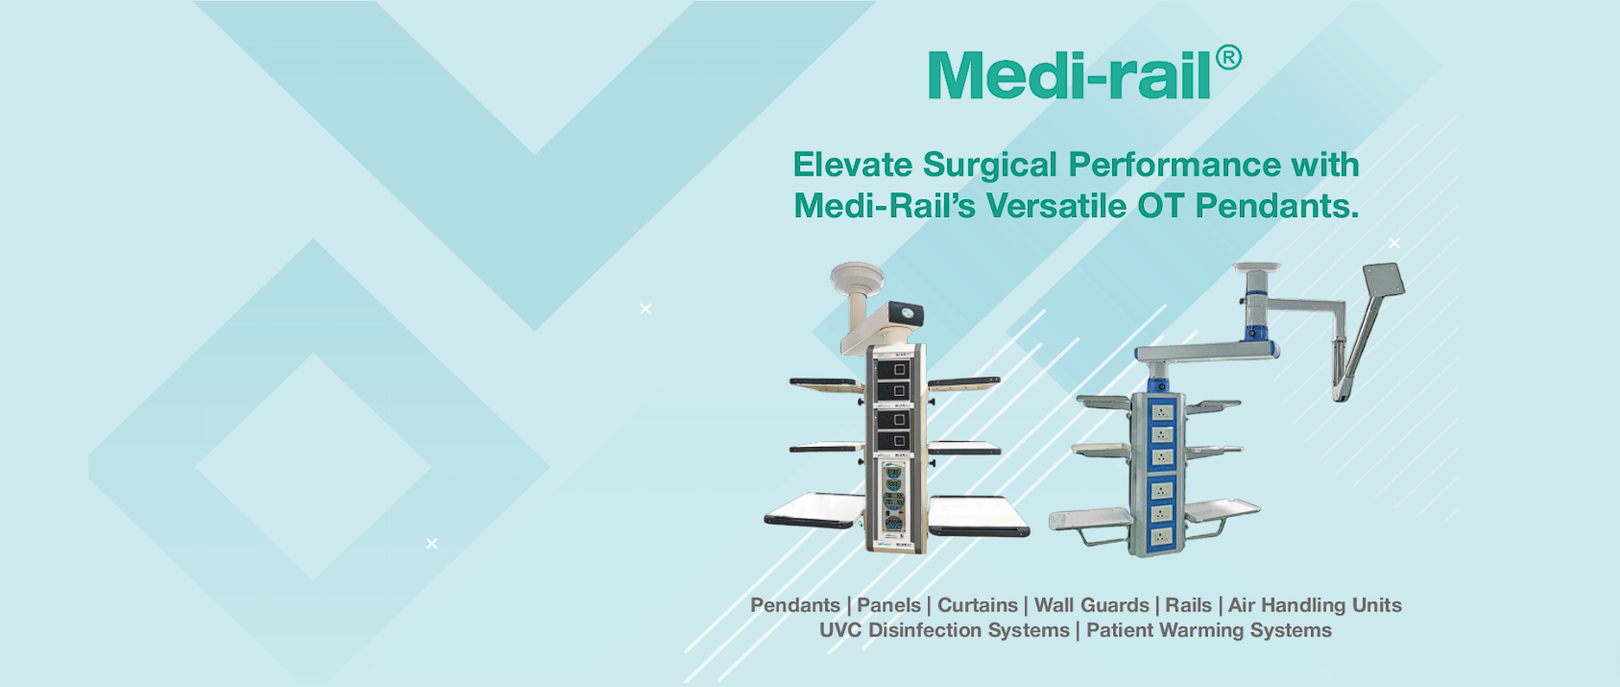 Medi-rail®
Elevate Surgical Performance with
Medi-Rail’s Versatile OT Pendants.
Pendants | Panels | Curtains | Wall Guards | Rails | Air Handling Units
UVC Disinfection Systems | Patient Warming Systems